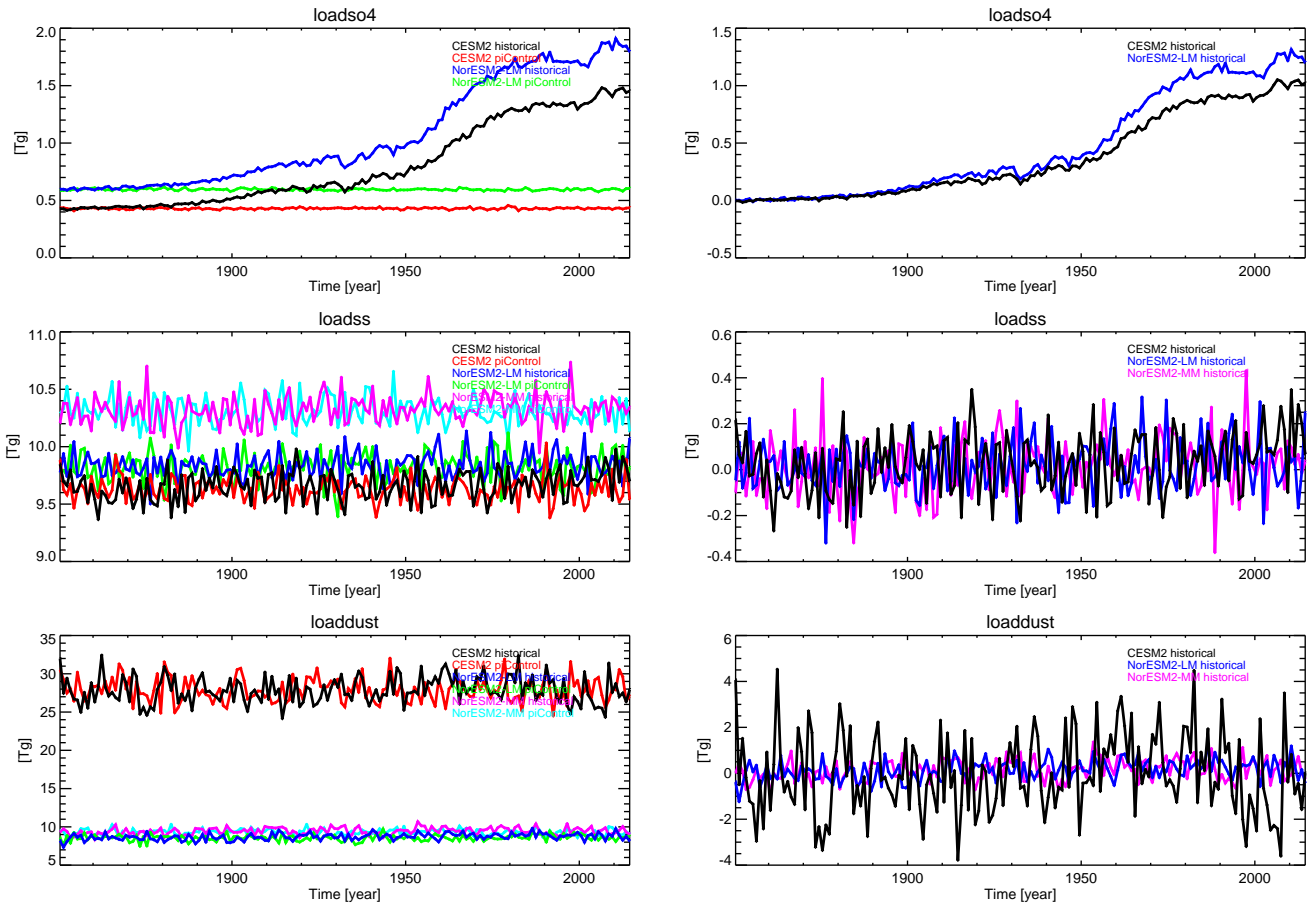 loadso4
2.0
1.5
1.0
0.5
0.0
[Tg]
CESM2 historical
CESM2 piControl
NorESM2-LM historical
NorESM2-LM piControl
1900
1950
2000
Time [year]
loadso4
1.5
1.0
0.5
0.0
-0.5
[Tg]
CESM2 historical
NorESM2-LM historical
1900
1950
2000
Time [year]
loadss
11.0
10.5
10.0
9.5
9.0
[Tg]
CESM2 historical
CESM2 piControl
NorESM2-LM historical
NorESM2-LM piControl
NorESM2-MM historical
NorESM2-MM piControl
1900
1950
2000
Time [year]
loadss
0.6
0.4
0.2
0.0
-0.2
-0.4
[Tg]
CESM2 historical
NorESM2-LM historical
NorESM2-MM historical
1900
1950
2000
Time [year]
loaddust
35
30
25
20
15
10
5
[Tg]
CESM2 historical
CESM2 piControl
NorESM2-LM historical
NorESM2-LM piControl
NorESM2-MM historical
NorESM2-MM piControl
1900
1950
2000
Time [year]
loaddust
6
4
2
0
-2
-4
[Tg]
CESM2 historical
NorESM2-LM historical
NorESM2-MM historical
1900
1950
2000
Time [year]